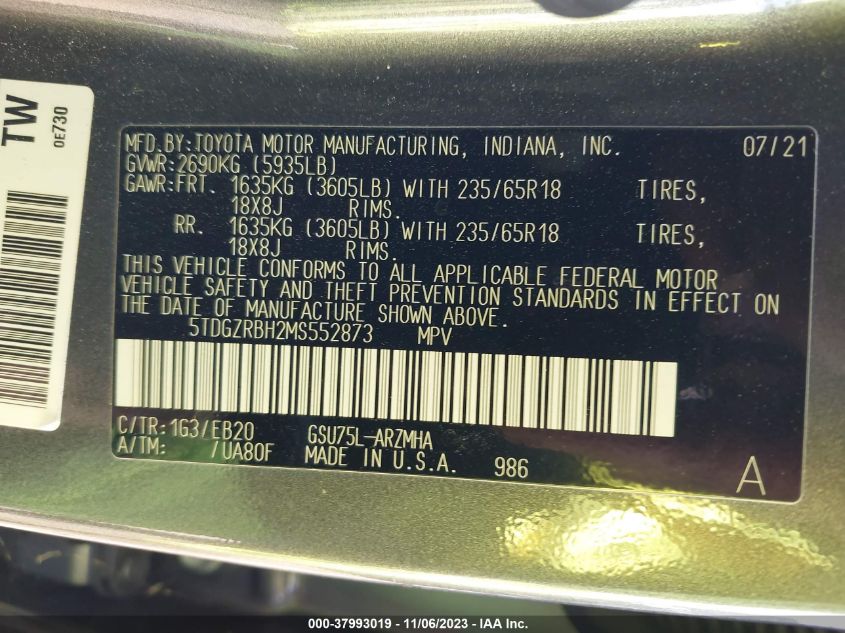 TW
0E730
MFD.BY:TOYOTA MOTOR MANUFACTURING, INDIANA, INC. 07/21
GVWR:2690KG (5935LB)
GAWR:FRT. 1635KG (3605LB) WITH 235/65R18 TIRES,
18X8J RIMS.
RR. 1635KG (3605LB) WITH 235/65R18 TIRES,
18X8J RIMS.
THIS VEHICLE CONFORMS TO ALL APPLICABLE FEDERAL MOTOR
VEHICLE SAFETY AND THEFT PREVENTION STANDARDS IN EFFECT ON
THE DATE OF MANUFACTURE SHOWN ABOVE.
5TDGZRBH2MS552873 MPV
C/TR:1G3/EB20 GSU75L-ARZMHA
A/TM: /UA80F MADE IN U.S.A. 986 A
000-37993019 - 11/06/2023 - IAA Inc.